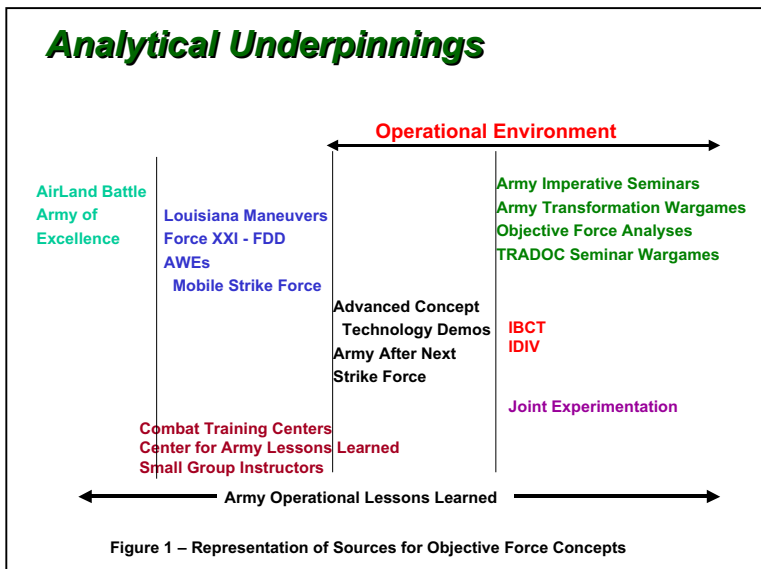 Analytical Underpinnings
Operational Environment
AirLand Battle
Army of
Excellence
Louisiana Maneuvers
Force XXI - FDD
AWEs
Mobile Strike Force
Army Imperative Seminars
Army Transformation Wargames
Objective Force Analyses
TRADOC Seminar Wargames
Advanced Concept
Technology Demos
Army After Next
Strike Force
IBCT
IDIV
Joint Experimentation
Combat Training Centers
Center for Army Lessons Learned
Small Group Instructors
Army Operational Lessons Learned
Figure 1 – Representation of Sources for Objective Force Concepts